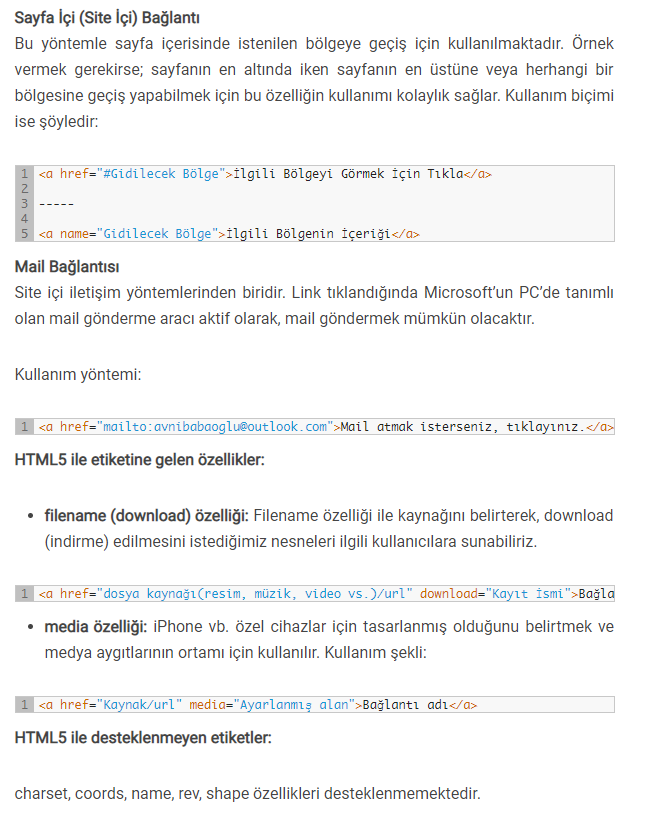 Sayfa İçi (Site İçi) Bağlantı
Bu yöntemle sayfa içerisinde istenilen bölgeye geçiş için kullanılmaktadır. Örnek
vermek gerekirse; sayfanın en altında iken sayfanın en üstüne veya herhangi bir
bölgesine geçiş yapabilmek için bu özelliğin kullanımı kolaylık sağlar. Kullanım biçimi
ise şöyledir:
1 <a href="#Gidilecek Bölge">İlgili Bölgeyi Görmek İçin Tıkla</a>
2
3 -----
4
5 <a name="Gidilecek Bölge">İlgili Bölgenin İçeriği</a>
Mail Bağlantısı
Site içi iletişim yöntemlerinden biridir. Link tıklandığında Microsoft’un PC’de tanımlı
olan mail gönderme aracı aktif olarak, mail göndermek mümkün olacaktır.
Kullanım yöntemi:
1 <a href="mailto:avnibabaoglu@outlook.com">Mail atmak isterseniz, tıklayınız.</a>
HTML5 ile etiketine gelen özellikler:
• filename (download) özelliği: Filename özelliği ile kaynağını belirterek, download
(indirme) edilmesini istediğimiz nesneleri ilgili kullanıcılara sunabiliriz.
1 <a href="dosya kaynağı(resim, müzik, video vs.)/url" download="Kayıt İsmi">Bağla
• media özelliği: iPhone vb. özel cihazlar için tasarlanmış olduğunu belirtmek ve
medya aygıtlarının ortamı için kullanılır. Kullanım şekli:
1 <a href="Kaynak/url" media="Ayarlanmış alan">Bağlantı adı</a>
HTML5 ile desteklenmeyen etiketler:
charset, coords, name, rev, shape özellikleri desteklenmemektedir.